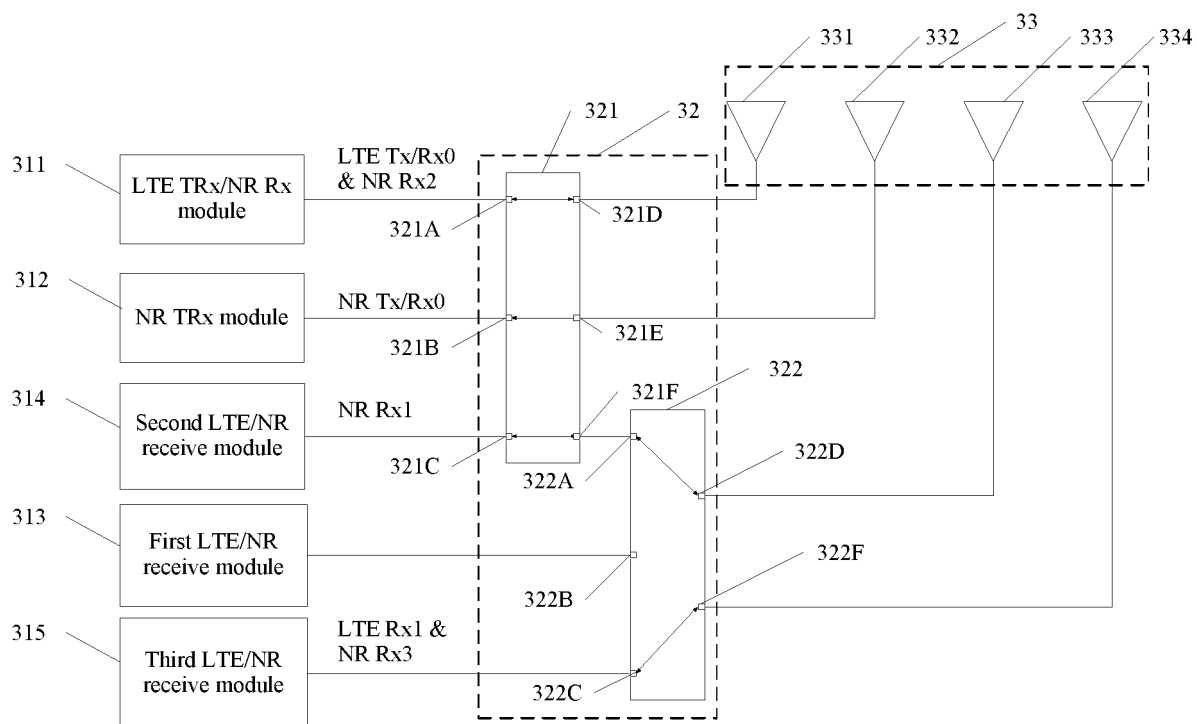 331
332
33
333
334
321
32
311
LTE TRx/NR Rx
module
LTE Tx/Rx0
& NR Rx2
321A
321D
312
NR TRx module
NR Tx/Rx0
321B
321E
314
Second LTE/NR
receive module
NR Rx1
321C
321F
322
322A
322D
313
First LTE/NR
receive module
322B
322F
315
Third LTE/NR
receive module
LTE Rx1 &
NR Rx3
322C